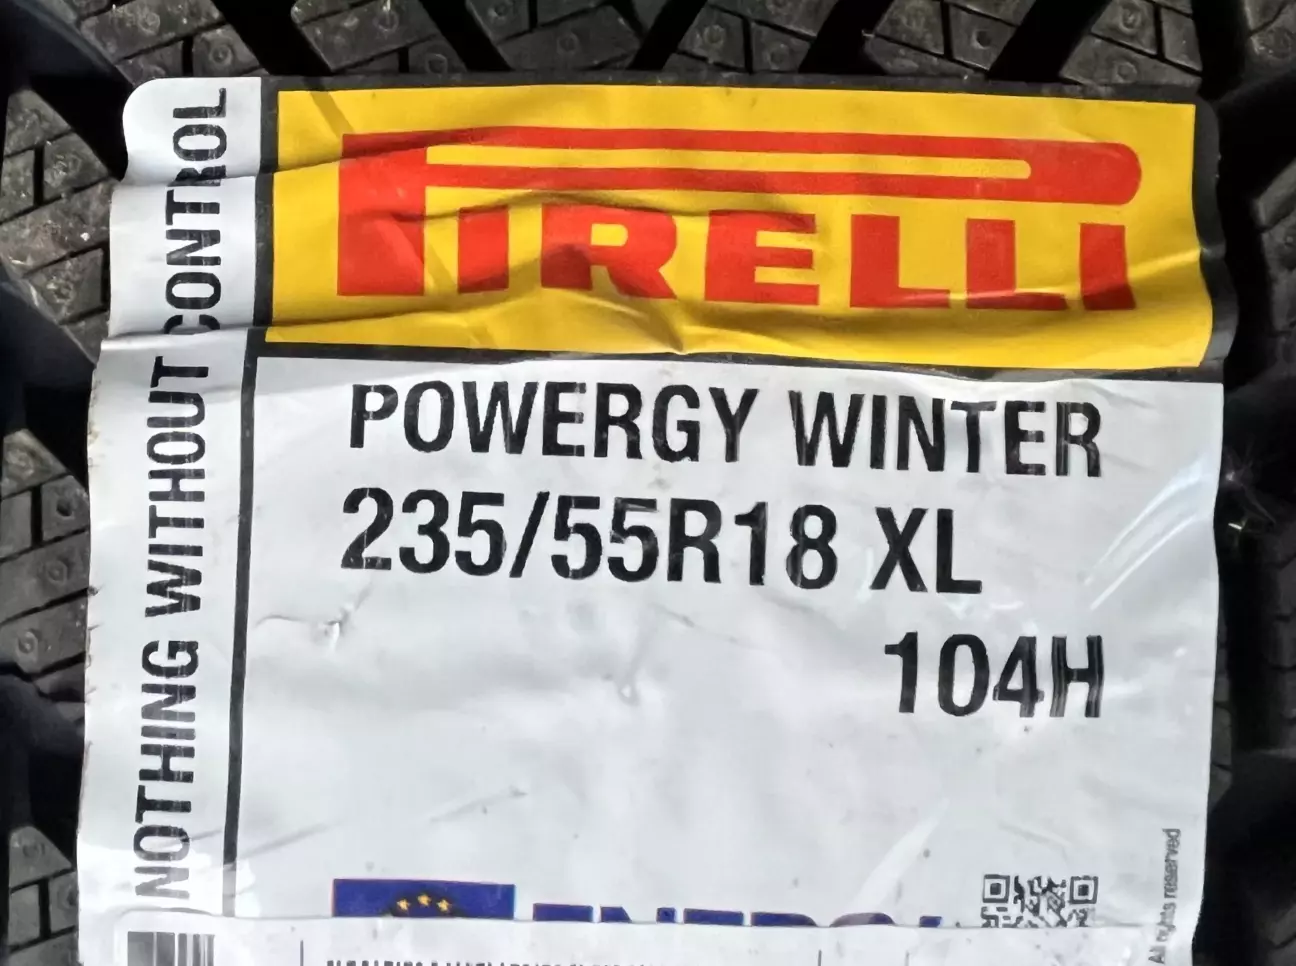 NOTHING WITHOUT CONTROL
PIRELLI
POWERGY WINTER
235/55R18 XL
104H
All rights reserved